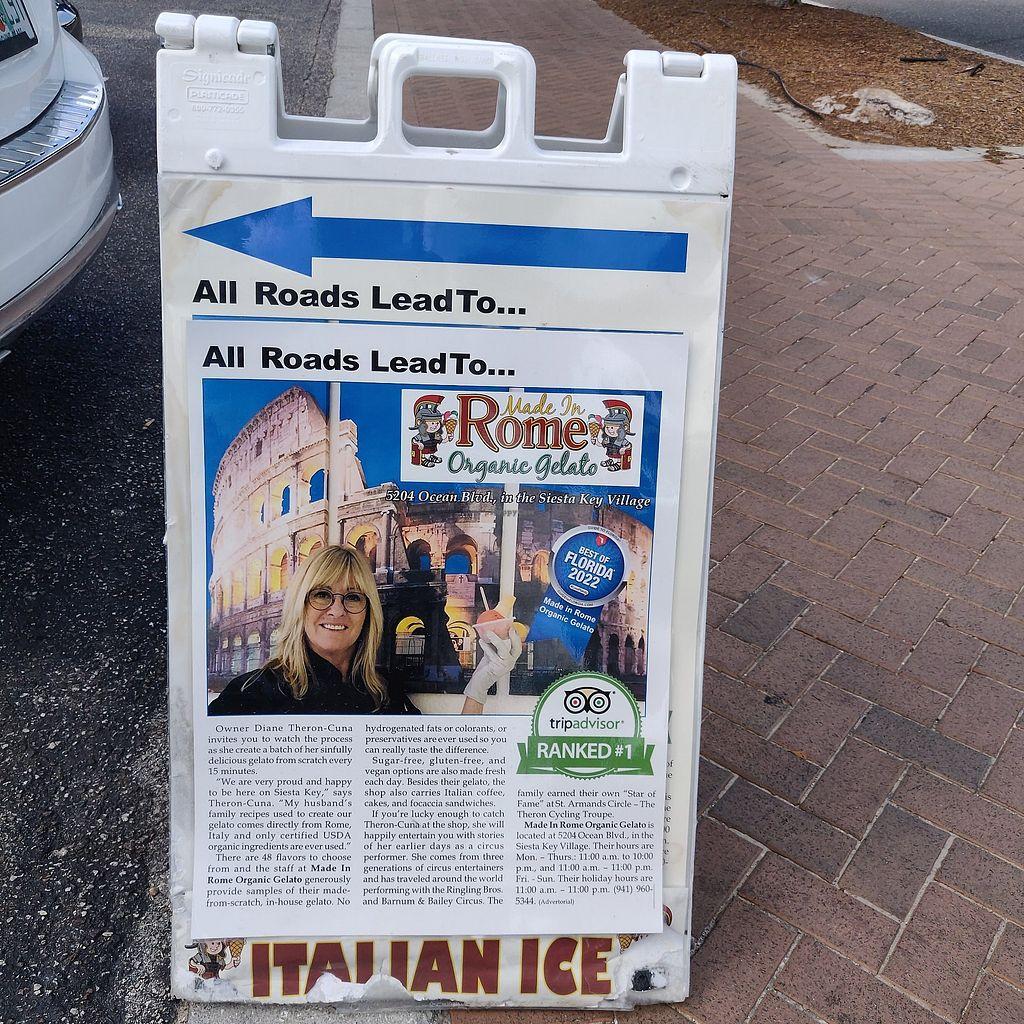 Signicade
PLASTICADE
800-772-0355
All Roads Lead To...
All Roads Lead To...
Made In
Rome
Organic Gelato
5204 Ocean Blvd., in the Siesta Key Village
BEST OF
FLORIDA
2022
Made in Rome
Organic Gelato
tripadvisor
RANKED #1
Owner Diane Theron-Cuna
invites you to watch the process
as she create a batch of her sinfully
delicious gelato from scratch every
15 minutes.
"We are very proud and happy
to be here on Siesta Key," says
Theron-Cuna. "My husband's
family recipes used to create our
gelato comes directly from Rome,
Italy and only certified USDA
organic ingredients are ever used."
There are 48 flavors to choose
from and the staff at Made In
Rome Organic Gelato generously
provide samples of their made-
from-scratch, in-house gelato. No
hydrogenated fats or colorants, or
preservatives are ever used so you
can really taste the difference.
Sugar-free, gluten-free, and
vegan options are also made fresh
each day. Besides their gelato, the
shop also carries Italian coffee,
cakes, and focaccia sandwiches.
If you're lucky enough to catch
Theron-Cuna at the shop, she will
happily entertain you with stories
of her earlier days as a circus
performer. She comes from three
generations of circus entertainers
and has traveled around the world
performing with the Ringling Bros.
and Barnum & Bailey Circus. The
family earned their own "Star of
Fame" at St. Armands Circle – The
Theron Cycling Troupe.
Made In Rome Organic Gelato is
located at 5204 Ocean Blvd., in the
Siesta Key Village. Their hours are
Mon. – Thurs.: 11:00 a.m. to 10:00
p.m., and 11:00 a.m. – 11:00 p.m.
Fri. - Sun. Their holiday hours are
11:00 a.m. – 11:00 p.m. (941) 960-
5344. (Advertorial)
ITALIAN ICE